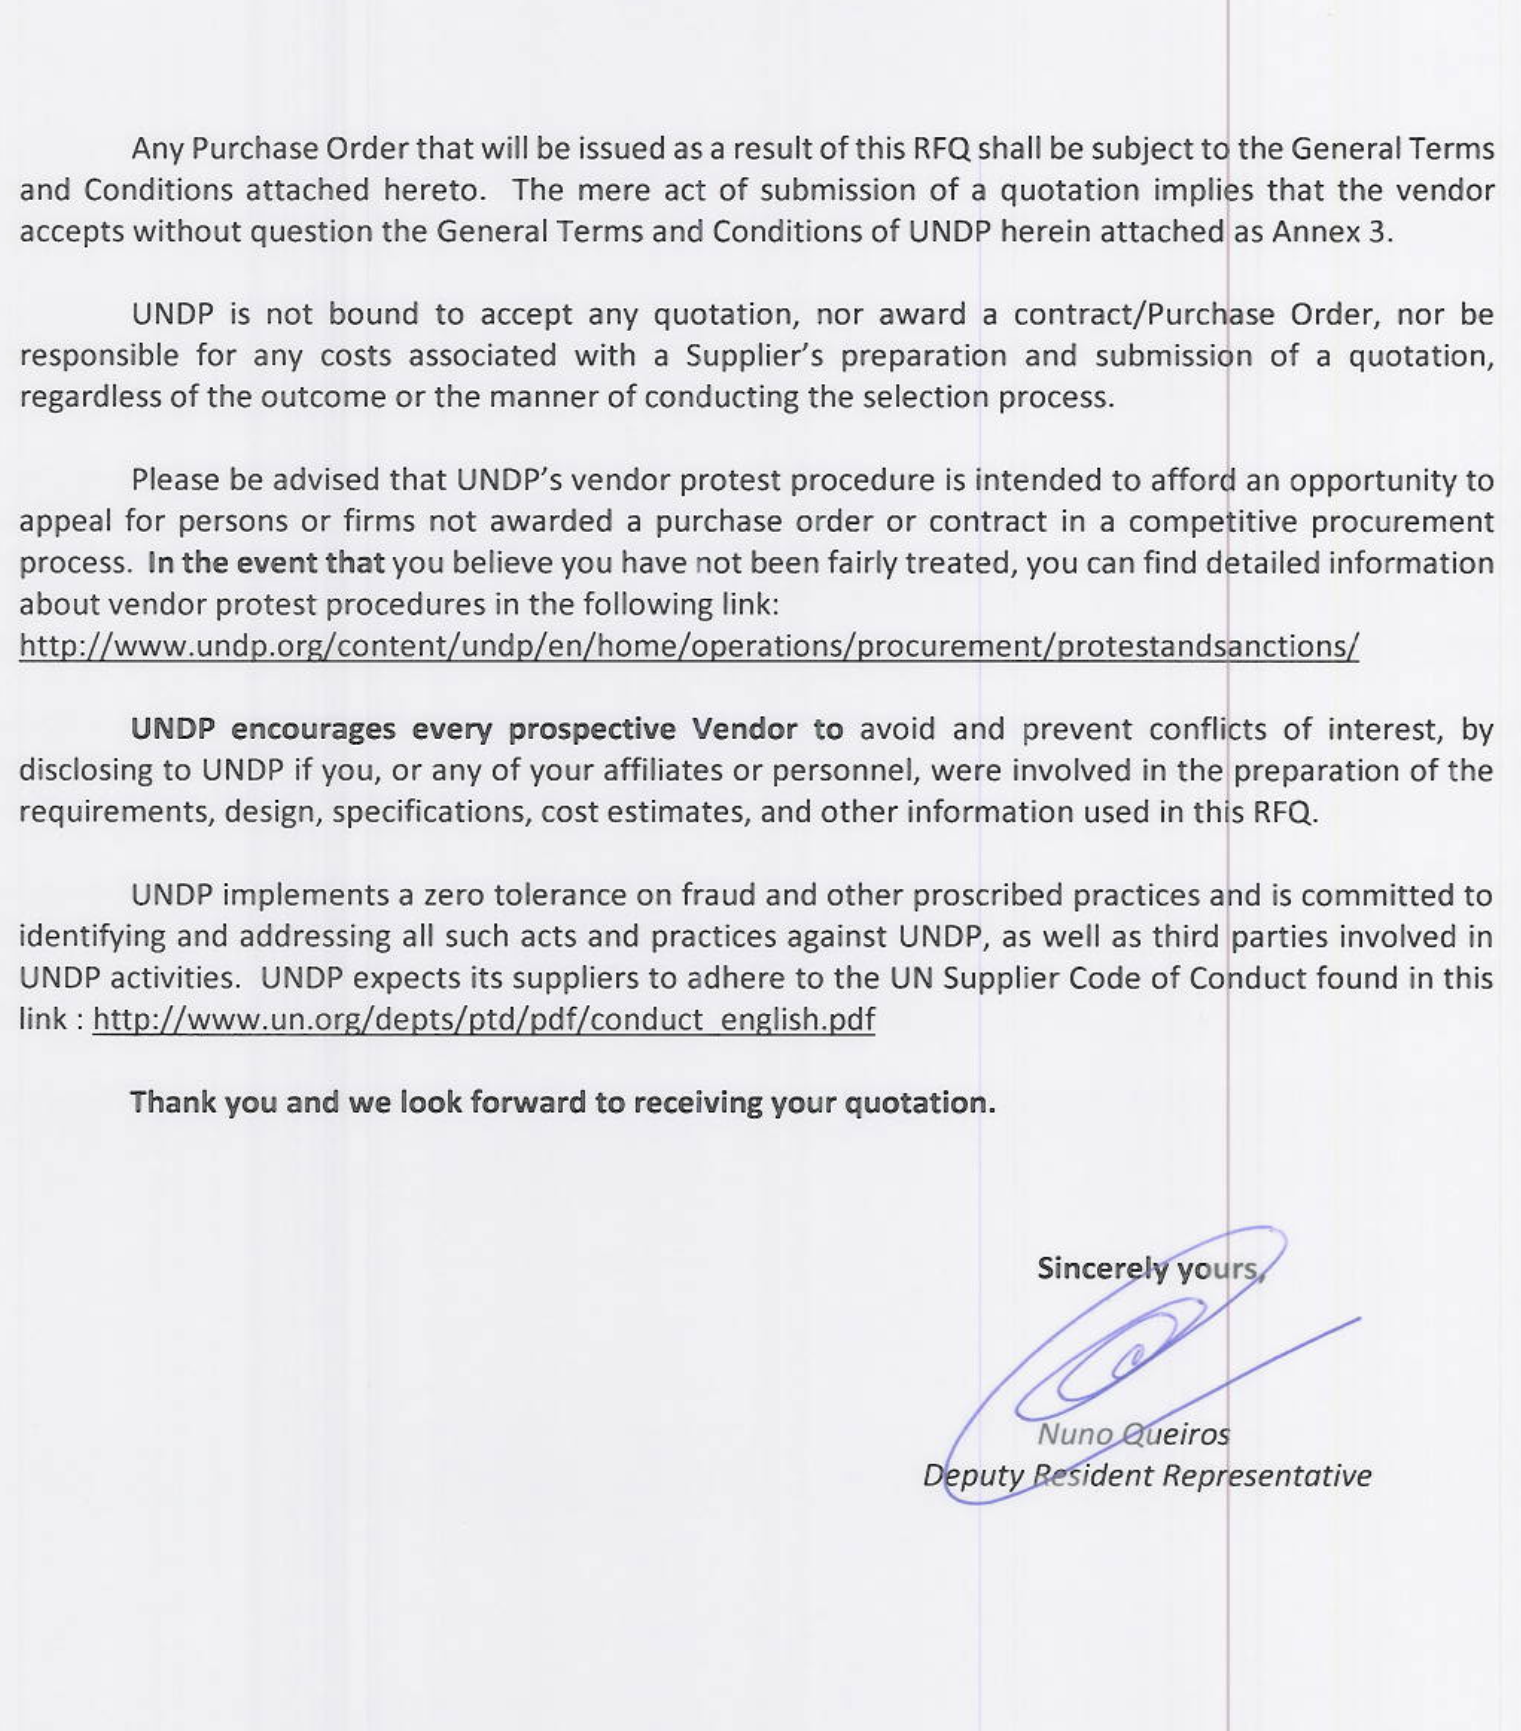 Any Purchase Order that will be issued as a result of this RFQ shall be subject to the General Terms
and Conditions attached hereto.  The mere act of submission of a quotation implies that the vendor
accepts without question the General Terms and Conditions of UNDP herein attached as Annex 3.
UNDP is not bound to accept any quotation, nor award a contract/Purchase Order, nor be
responsible for any costs associated with a Supplier’s preparation and submission of a quotation,
regardless of the outcome or the manner of conducting the selection process.
Please be advised that UNDP’s vendor protest procedure is intended to afford an opportunity to
appeal for persons or firms not awarded a purchase order or contract in a competitive procurement
process.  In the event that you believe you have not been fairly treated, you can find detailed information
about vendor protest procedures in the following link:
http://www.undp.org/content/undp/en/home/operations/procurement/protestandsanctions/
UNDP encourages every prospective Vendor to avoid and prevent conflicts of interest, by
disclosing to UNDP if you, or any of your affiliates or personnel, were involved in the preparation of the
requirements, design, specifications, cost estimates, and other information used in this RFQ.
UNDP implements a zero tolerance on fraud and other proscribed practices and is committed to
identifying and addressing all such acts and practices against UNDP, as well as third parties involved in
UNDP activities.  UNDP expects its suppliers to adhere to the UN Supplier Code of Conduct found in this
link : http://www.un.org/depts/ptd/pdf/conduct_english.pdf
Thank you and we look forward to receiving your quotation.
Sincerely yours,
Nuno Queiros
Deputy Resident Representative